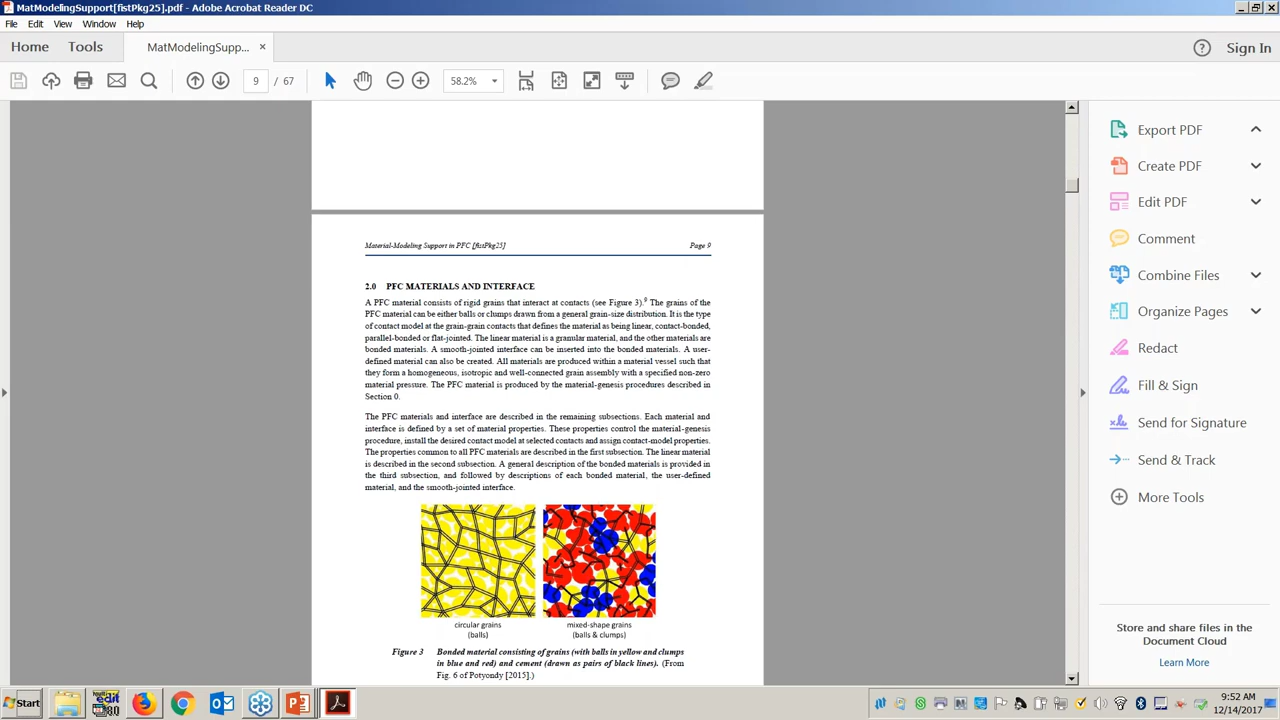 MatModelingSupport[fistPkg25].pdf - Adobe Acrobat Reader DC
File Edit View Window Help
Home Tools MatModelingSupp... × Sign In
9 / 67 58.2%
Export PDF
Create PDF
Edit PDF
Comment
Combine Files
Organize Pages
Redact
Fill & Sign
Send for Signature
Send & Track
More Tools
Store and share files in the
Document Cloud
Learn More
Material-Modeling Support in PFC [fistPkg25] Page 9
2.0 PFC MATERIALS AND INTERFACE
A PFC material consists of rigid grains that interact at contacts (see Figure 3).9 The grains of the
PFC material can be either balls or clumps drawn from a general grain-size distribution. It is the type
of contact model at the grain-grain contacts that defines the material as being linear, contact-bonded,
parallel-bonded or flat-jointed. The linear material is a granular material, and the other materials are
bonded materials. A smooth-jointed interface can be inserted into the bonded materials. A user-
defined material can also be created. All materials are produced within a material vessel such that
they form a homogeneous, isotropic and well-connected grain assembly with a specified non-zero
material pressure. The PFC material is produced by the material-genesis procedures described in
Section 0.
The PFC materials and interface are described in the remaining subsections. Each material and
interface is defined by a set of material properties. These properties control the material-genesis
procedure, install the desired contact model at selected contacts and assign contact-model properties.
The properties common to all PFC materials are described in the first subsection. The linear material
is described in the second subsection. A general description of the bonded materials is provided in
the third subsection, and followed by descriptions of each bonded material, the user-defined
material, and the smooth-jointed interface.
circular grains
(balls)
mixed-shape grains
(balls & clumps)
Figure 3 Bonded material consisting of grains (with balls in yellow and clumps
in blue and red) and cement (drawn as pairs of black lines). (From
Fig. 6 of Potyondy [2015].)
Start
9:52 AM
12/14/2017